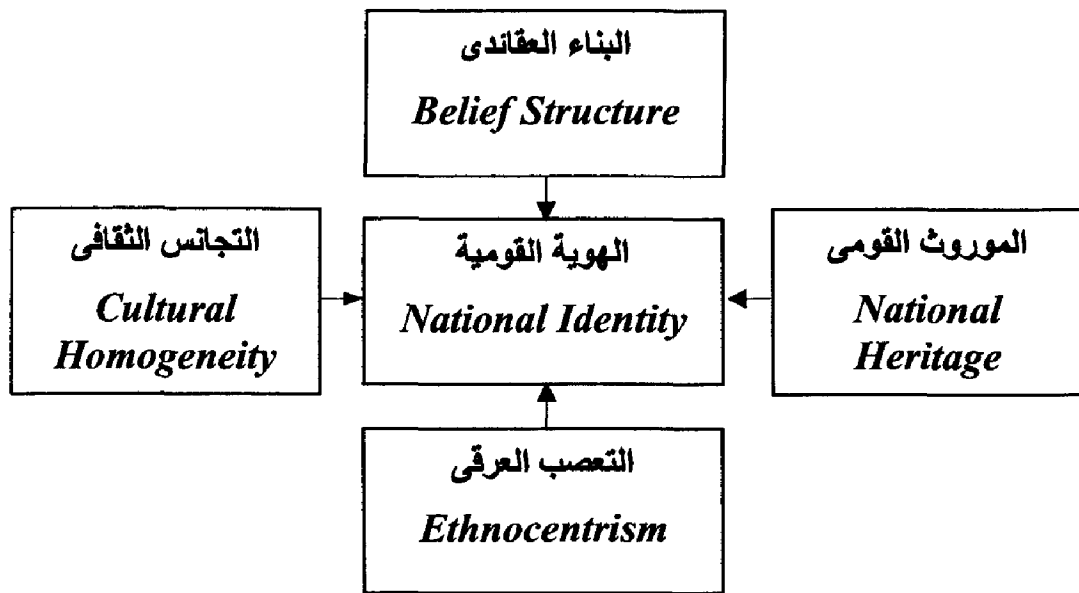 البناء العقائدى
Belief Structure
التجانس الثقافى
Cultural
Homogeneity
الهوية القومية
National Identity
الموروث القومى
National
Heritage
التعصب العرقى
Ethnocentrism